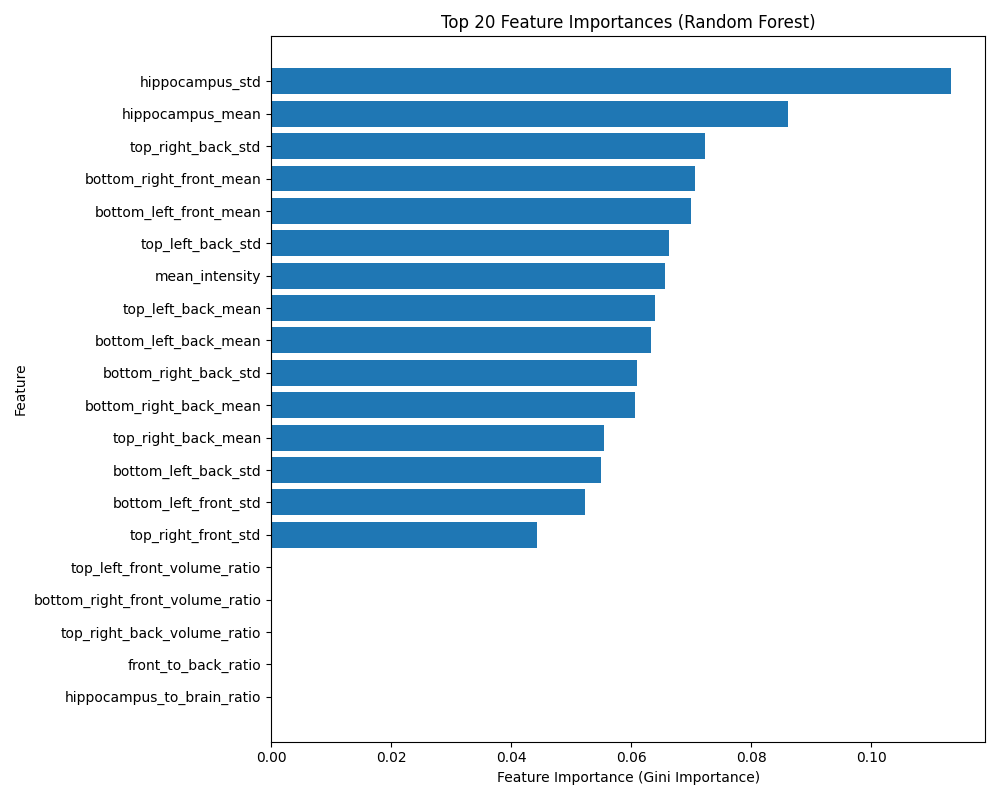 Top 20 Feature Importances (Random Forest)
hippocampus_std
hippocampus_mean
top_right_back_std
bottom_right_front_mean
bottom_left_front_mean
top_left_back_std
mean_intensity
top_left_back_mean
bottom_left_back_mean
bottom_right_back_std
bottom_right_back_mean
top_right_back_mean
bottom_left_back_std
bottom_left_front_std
top_right_front_std
top_left_front_volume_ratio
bottom_right_front_volume_ratio
top_right_back_volume_ratio
front_to_back_ratio
hippocampus_to_brain_ratio
Feature
0.00 0.02 0.04 0.06 0.08 0.10
Feature Importance (Gini Importance)